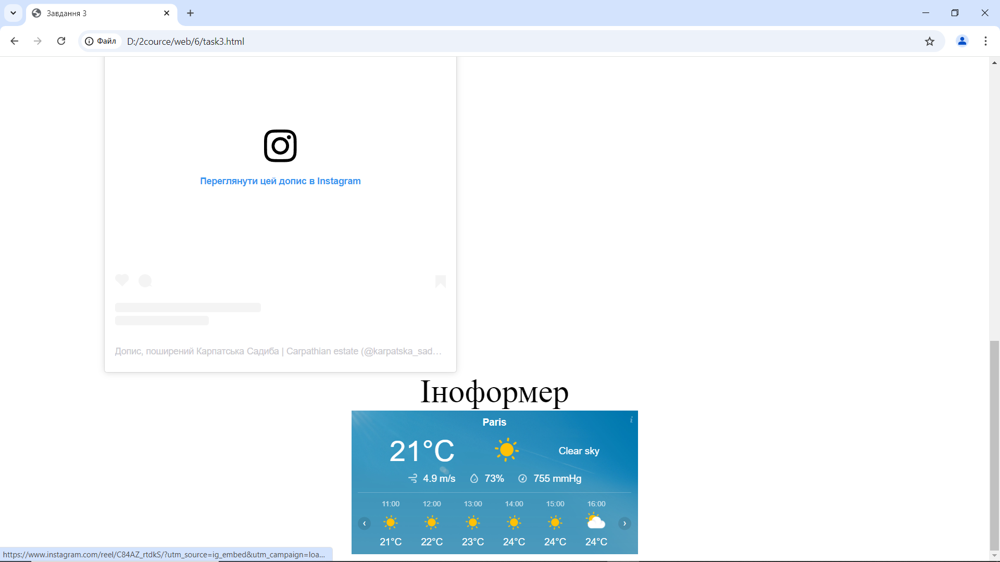 Завдання 3
Файл
D:/2cource/web/6/task3.html
Переглянути цей допис в Instagram
Допис, поширений Карпатська Садиба | Carpathian estate (@karpatska_sad…
Іноформер
Paris
i
21°C
Clear sky
4.9 m/s 73% 755 mmHg
11:00 12:00 13:00 14:00 15:00 16:00
21°C 22°C 23°C 24°C 24°C 24°C
https://www.instagram.com/reel/C84AZ_rtdkS/?utm_source=ig_embed&utm_campaign=loa...